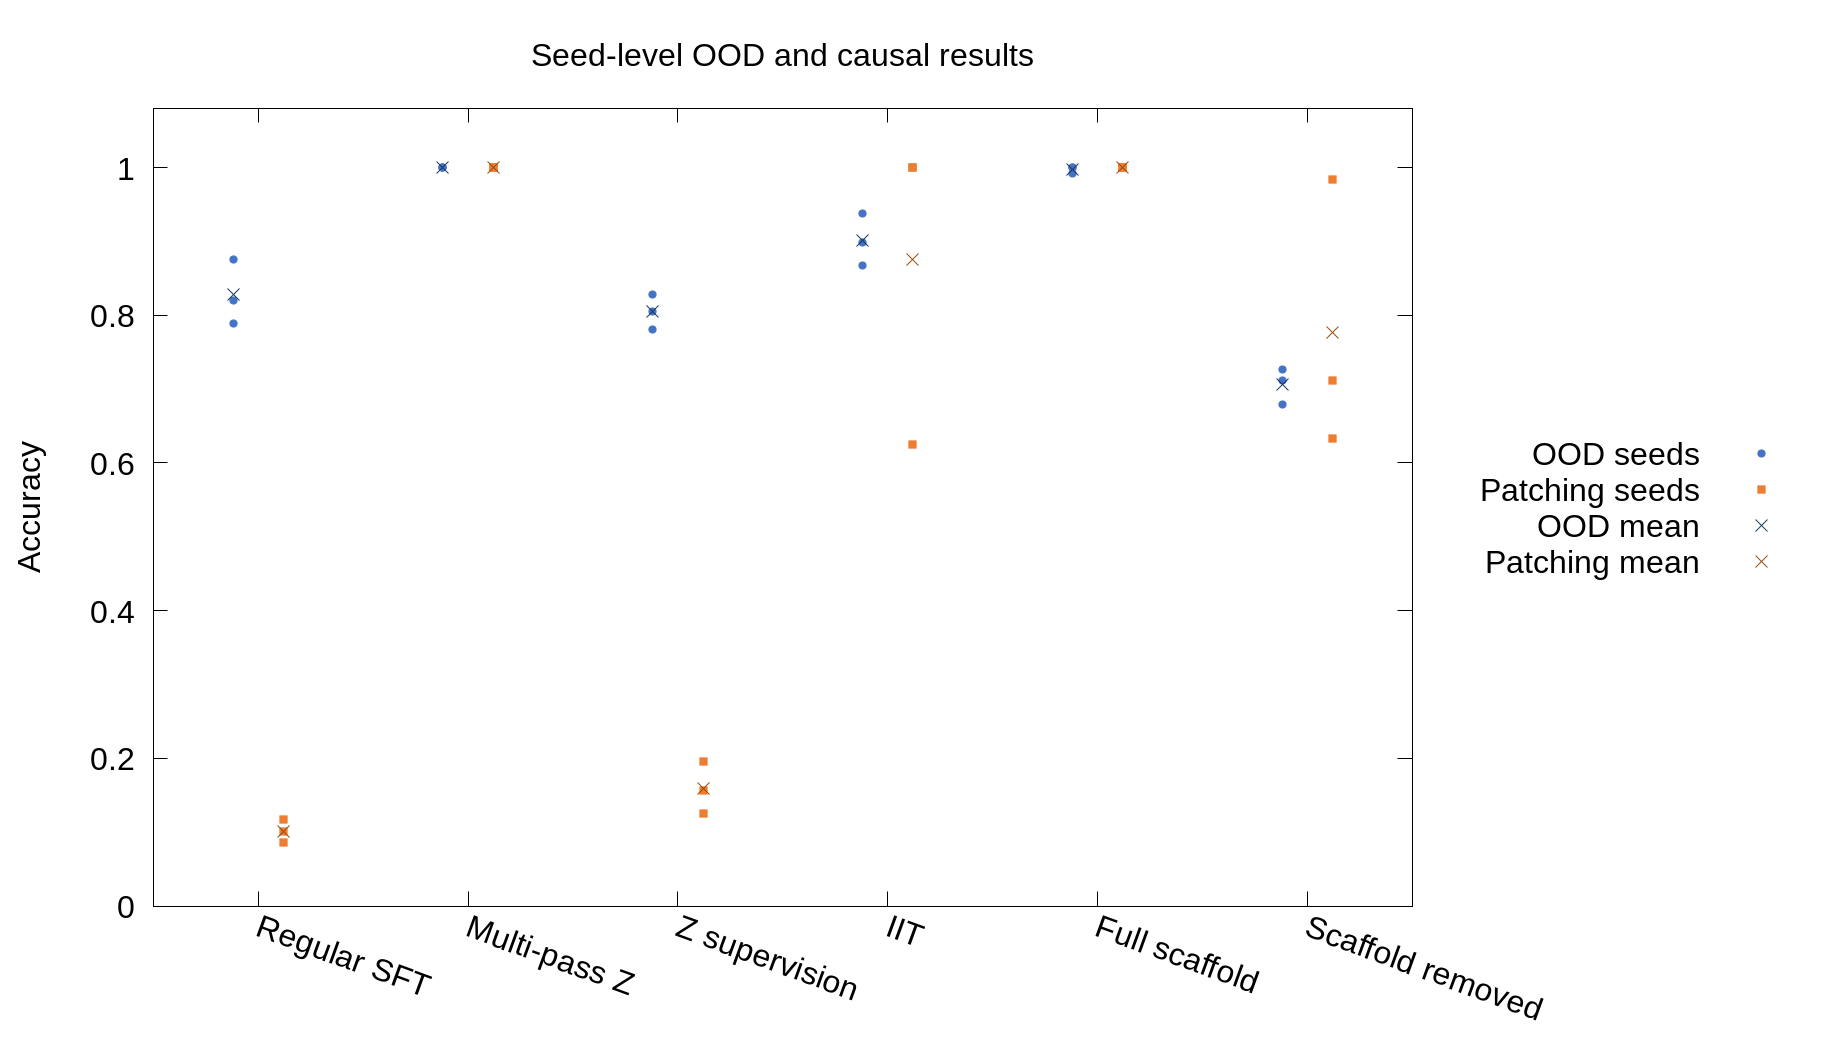 Seed-level OOD and causal results
1
0.8
0.6
0.4
0.2
0
Accuracy
Regular SFT
Multi-pass Z
Z supervision
IIT
Full scaffold
Scaffold removed
OOD seeds
Patching seeds
OOD mean
Patching mean